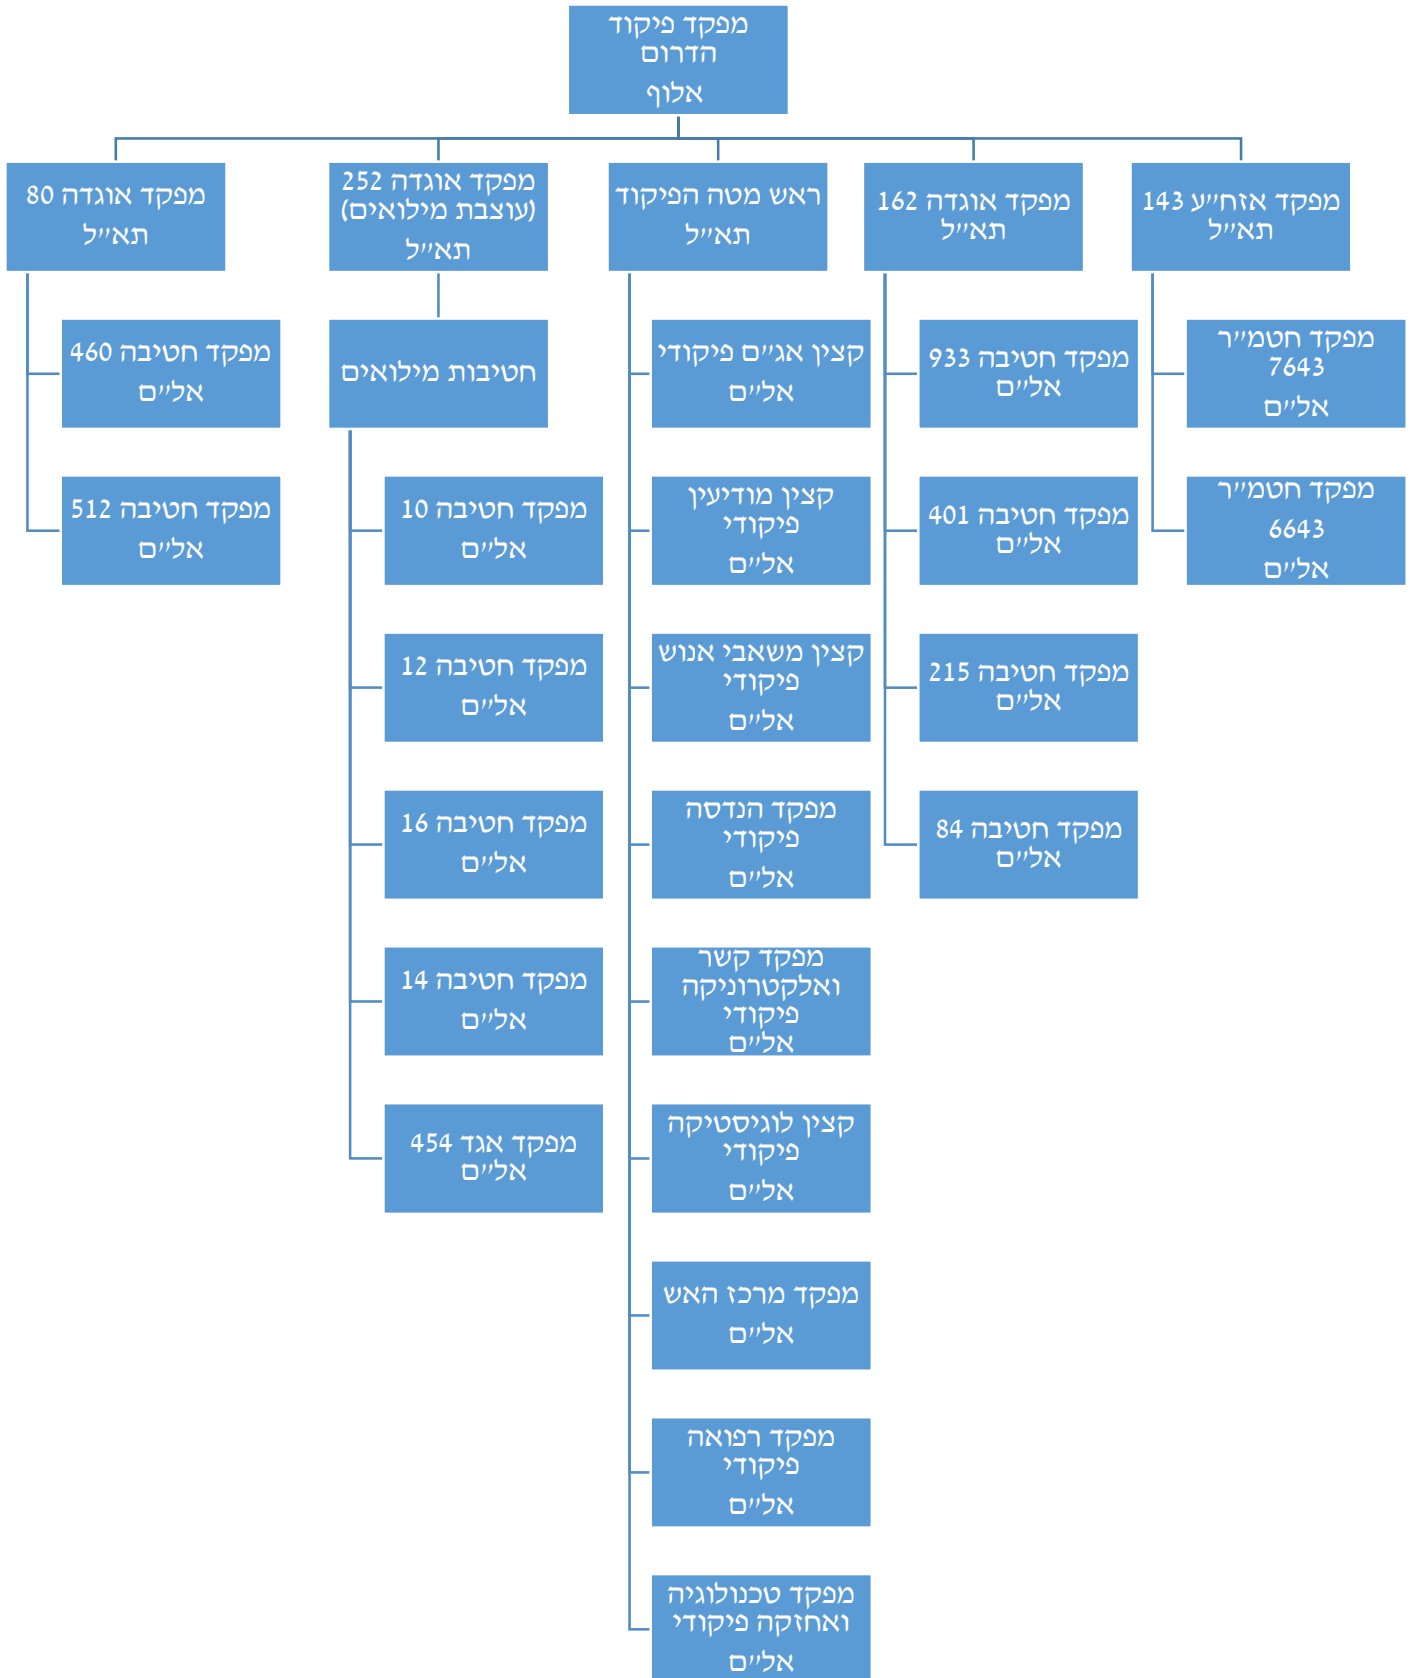 מפקד פיקוד
הדרום
אלוף
מפקד אזח״ע 143
תא״ל
מפקד אוגדה 162
תא״ל
ראש מטה הפיקוד
תא״ל
מפקד אוגדה 252
(עוצבת מילואים)
תא״ל
מפקד אוגדה 80
תא״ל
מפקד חטמ״ר
7643
אל״ם
מפקד חטמ״ר
6643
אל״ם
מפקד חטיבה 933
אל״ם
מפקד חטיבה 401
אל״ם
מפקד חטיבה 215
אל״ם
מפקד חטיבה 84
אל״ם
קצין אג״ם פיקודי
אל״ם
קצין מודיעין
פיקודי
אל״ם
קצין משאבי אנוש
פיקודי
אל״ם
מפקד הנדסה
פיקודי
אל״ם
מפקד קשר
ואלקטרוניקה
פיקודי
אל״ם
קצין לוגיסטיקה
פיקודי
אל״ם
מפקד מרכז האש
אל״ם
מפקד רפואה
פיקודי
אל״ם
מפקד טכנולוגיה
ואחזקה פיקודי
אל״ם
חטיבות מילואים
מפקד חטיבה 10
אל״ם
מפקד חטיבה 12
אל״ם
מפקד חטיבה 16
אל״ם
מפקד חטיבה 14
אל״ם
מפקד אגד 454
אל״ם
מפקד חטיבה 460
אל״ם
מפקד חטיבה 512
אל״ם